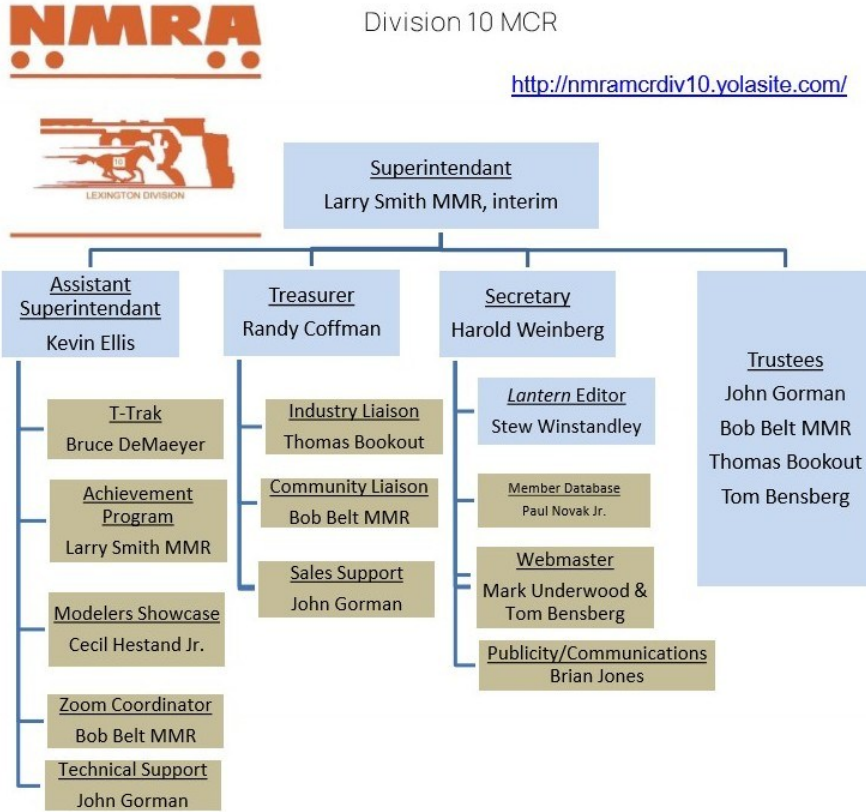 NMRA
Division 10 MCR
http://nmramcrdiv10.yolasite.com/
10
LEXINGTON DIVISION
Superintendant
Larry Smith MMR, interim
Assistant
Superintendant
Kevin Ellis
Treasurer
Randy Coffman
Secretary
Harold Weinberg
Trustees
John Gorman
Bob Belt MMR
Thomas Bookout
Tom Bensberg
T-Trak
Bruce DeMaeyer
Achievement
Program
Larry Smith MMR
Modelers Showcase
Cecil Hestand Jr.
Zoom Coordinator
Bob Belt MMR
Technical Support
John Gorman
Industry Liaison
Thomas Bookout
Community Liaison
Bob Belt MMR
Sales Support
John Gorman
Lantern Editor
Stew Winstandley
Member Database
Paul Novak Jr.
Webmaster
Mark Underwood &
Tom Bensberg
Publicity/Communications
Brian Jones